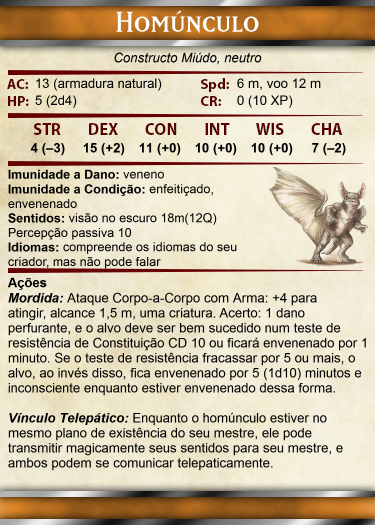 HOMÚNCULO
Constructo Miúdo, neutro
AC: 13 (armadura natural) Spd: 6 m, voo 12 m
HP: 5 (2d4) CR: 0 (10 XP)
STR DEX CON INT WIS CHA
4 (–3) 15 (+2) 11 (+0) 10 (+0) 10 (+0) 7 (–2)
Imunidade a Dano: veneno
Imunidade a Condição: enfeitiçado,
envenenado
Sentidos: visão no escuro 18m(12Q)
Percepção passiva 10
Idiomas: compreende os idiomas do seu
criador, mas não pode falar
Ações
Mordida: Ataque Corpo-a-Corpo com Arma: +4 para
atingir, alcance 1,5 m, uma criatura. Acerto: 1 dano
perfurante, e o alvo deve ser bem sucedido num teste de
resistência de Constituição CD 10 ou ficará envenenado por 1
minuto. Se o teste de resistência fracassar por 5 ou mais, o
alvo, ao invés disso, fica envenenado por 5 (1d10) minutos e
inconsciente enquanto estiver envenenado dessa forma.
Vínculo Telepático: Enquanto o homúnculo estiver no
mesmo plano de existência do seu mestre, ele pode
transmitir magicamente seus sentidos para seu mestre, e
ambos podem se comunicar telepaticamente.